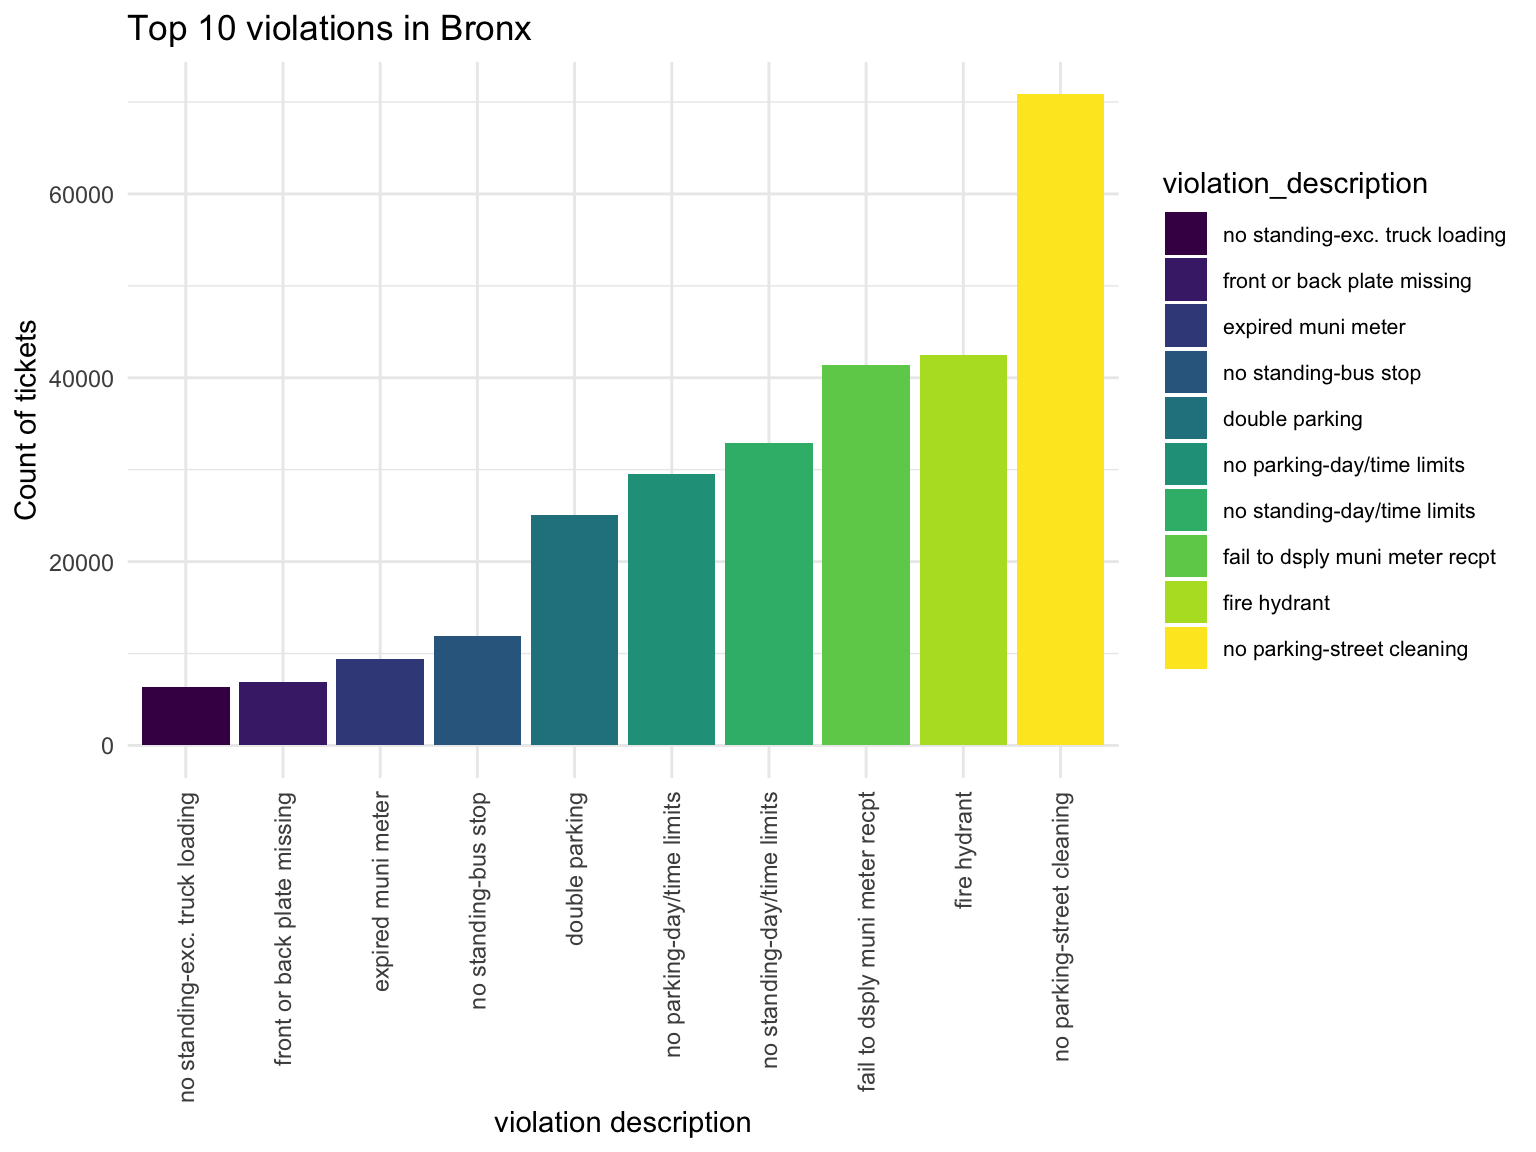 Top 10 violations in Bronx
Count of tickets
60000
40000
20000
0
no standing-exc. truck loading
front or back plate missing
expired muni meter
no standing-bus stop
double parking
no parking-day/time limits
no standing-day/time limits
fail to dsply muni meter recpt
fire hydrant
no parking-street cleaning
violation description
violation_description
no standing-exc. truck loading
front or back plate missing
expired muni meter
no standing-bus stop
double parking
no parking-day/time limits
no standing-day/time limits
fail to dsply muni meter recpt
fire hydrant
no parking-street cleaning